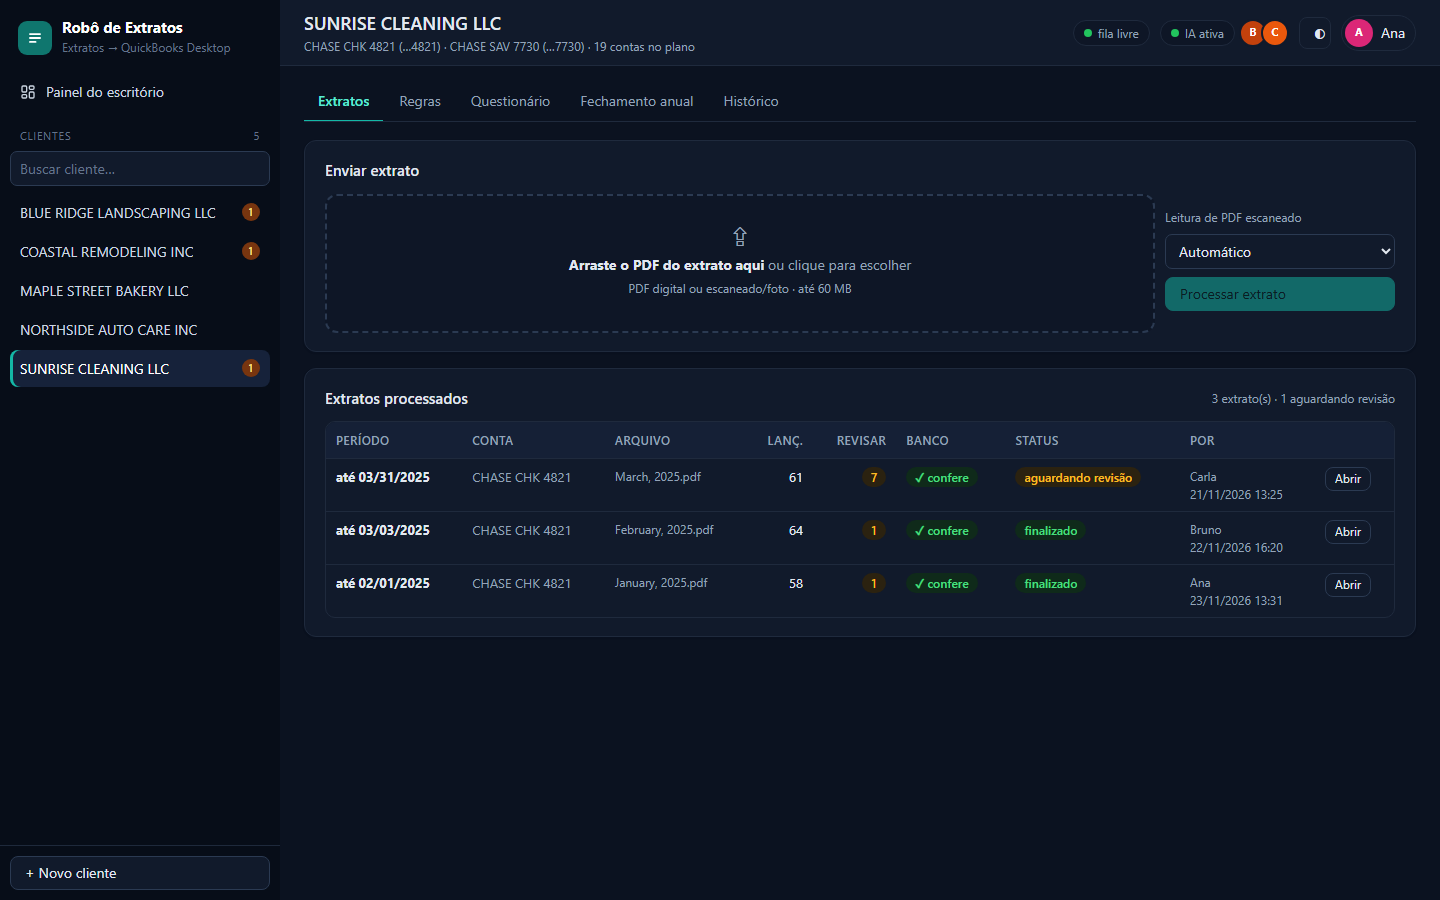 Robô de Extratos
Extratos → QuickBooks Desktop
Painel do escritório
CLIENTES 5
Buscar cliente...
BLUE RIDGE LANDSCAPING LLC 1
COASTAL REMODELING INC 1
MAPLE STREET BAKERY LLC
NORTHSIDE AUTO CARE INC
SUNRISE CLEANING LLC 1
+ Novo cliente
SUNRISE CLEANING LLC
CHASE CHK 4821 (...4821) · CHASE SAV 7730 (...7730) · 19 contas no plano
fila livre
IA ativa
B C
A Ana
Extratos Regras Questionário Fechamento anual Histórico
Enviar extrato
Arraste o PDF do extrato aqui ou clique para escolher
PDF digital ou escaneado/foto · até 60 MB
Leitura de PDF escaneado
Automático
Processar extrato
Extratos processados
3 extrato(s) · 1 aguardando revisão
PERÍODO CONTA ARQUIVO LANÇ. REVISAR BANCO STATUS POR
até 03/31/2025 CHASE CHK 4821 March, 2025.pdf 61 7 ✓ confere aguardando revisão Carla Abrir
21/11/2026 13:25
até 03/03/2025 CHASE CHK 4821 February, 2025.pdf 64 1 ✓ confere finalizado Bruno Abrir
22/11/2026 16:20
até 02/01/2025 CHASE CHK 4821 January, 2025.pdf 58 1 ✓ confere finalizado Ana Abrir
23/11/2026 13:31